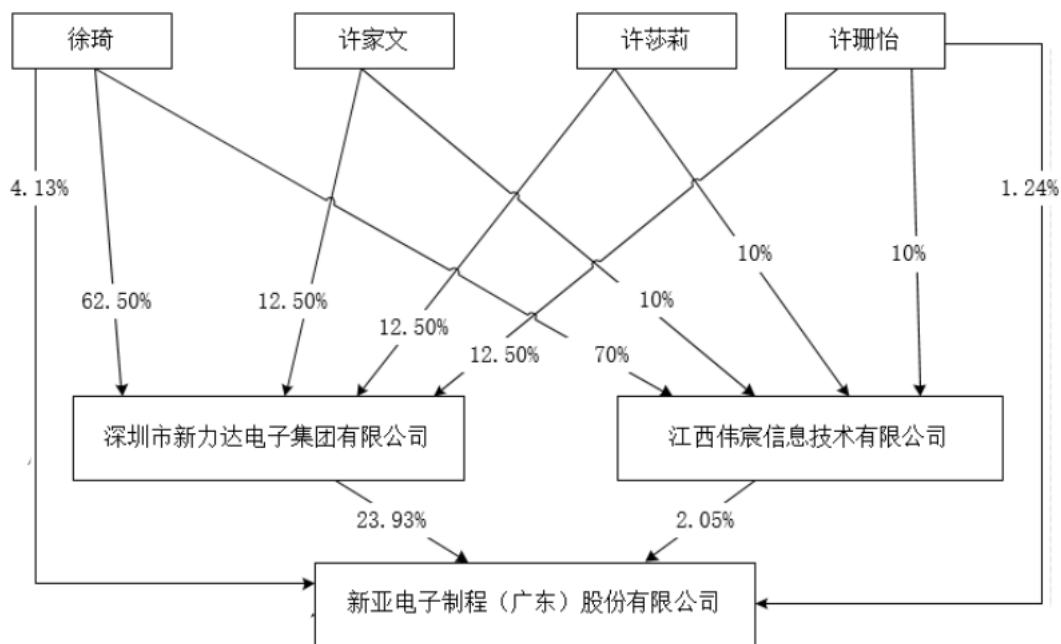 徐琦
许家文
许莎莉
许珊怡
4.13%
1.24%
10%
10%
62.50%
12.50%
10%
12.50%
12.50%
70%
深圳市新力达电子集团有限公司
江西伟宸信息技术有限公司
23.93%
2.05%
新亚电子制程（广东）股份有限公司